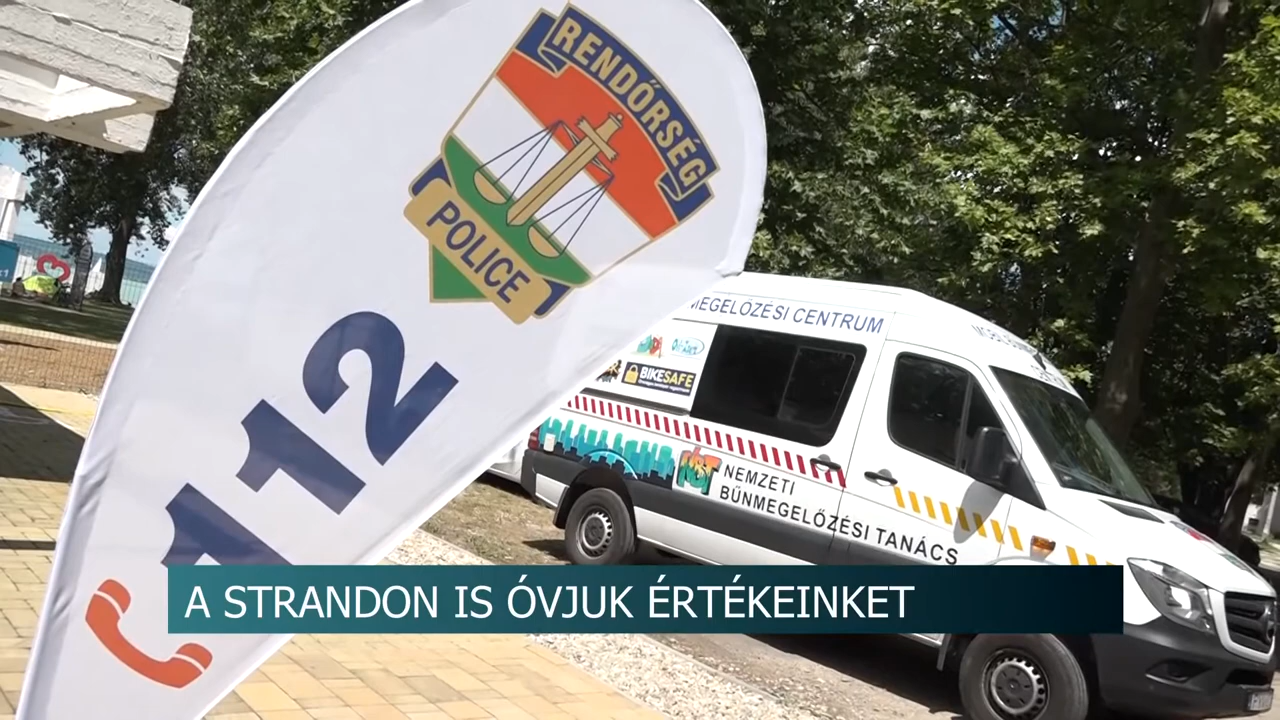 RENDŐRSÉG
POLICE
112
MEGELŐZÉSI CENTRUM
BIKESAFE
NEMZETI
BŰNMEGELŐZÉSI TANÁCS
A STRANDON IS ÓVJUK ÉRTÉKEINKET